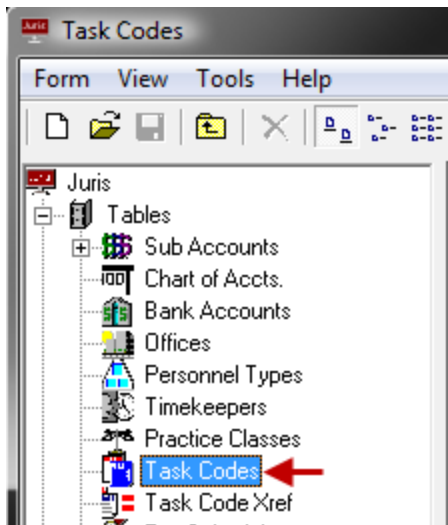 Task Codes
Form View Tools Help
Juris
Tables
Sub Accounts
Chart of Accts.
Bank Accounts
Offices
Personnel Types
Timekeepers
Practice Classes
Task Codes
Task Code Xref